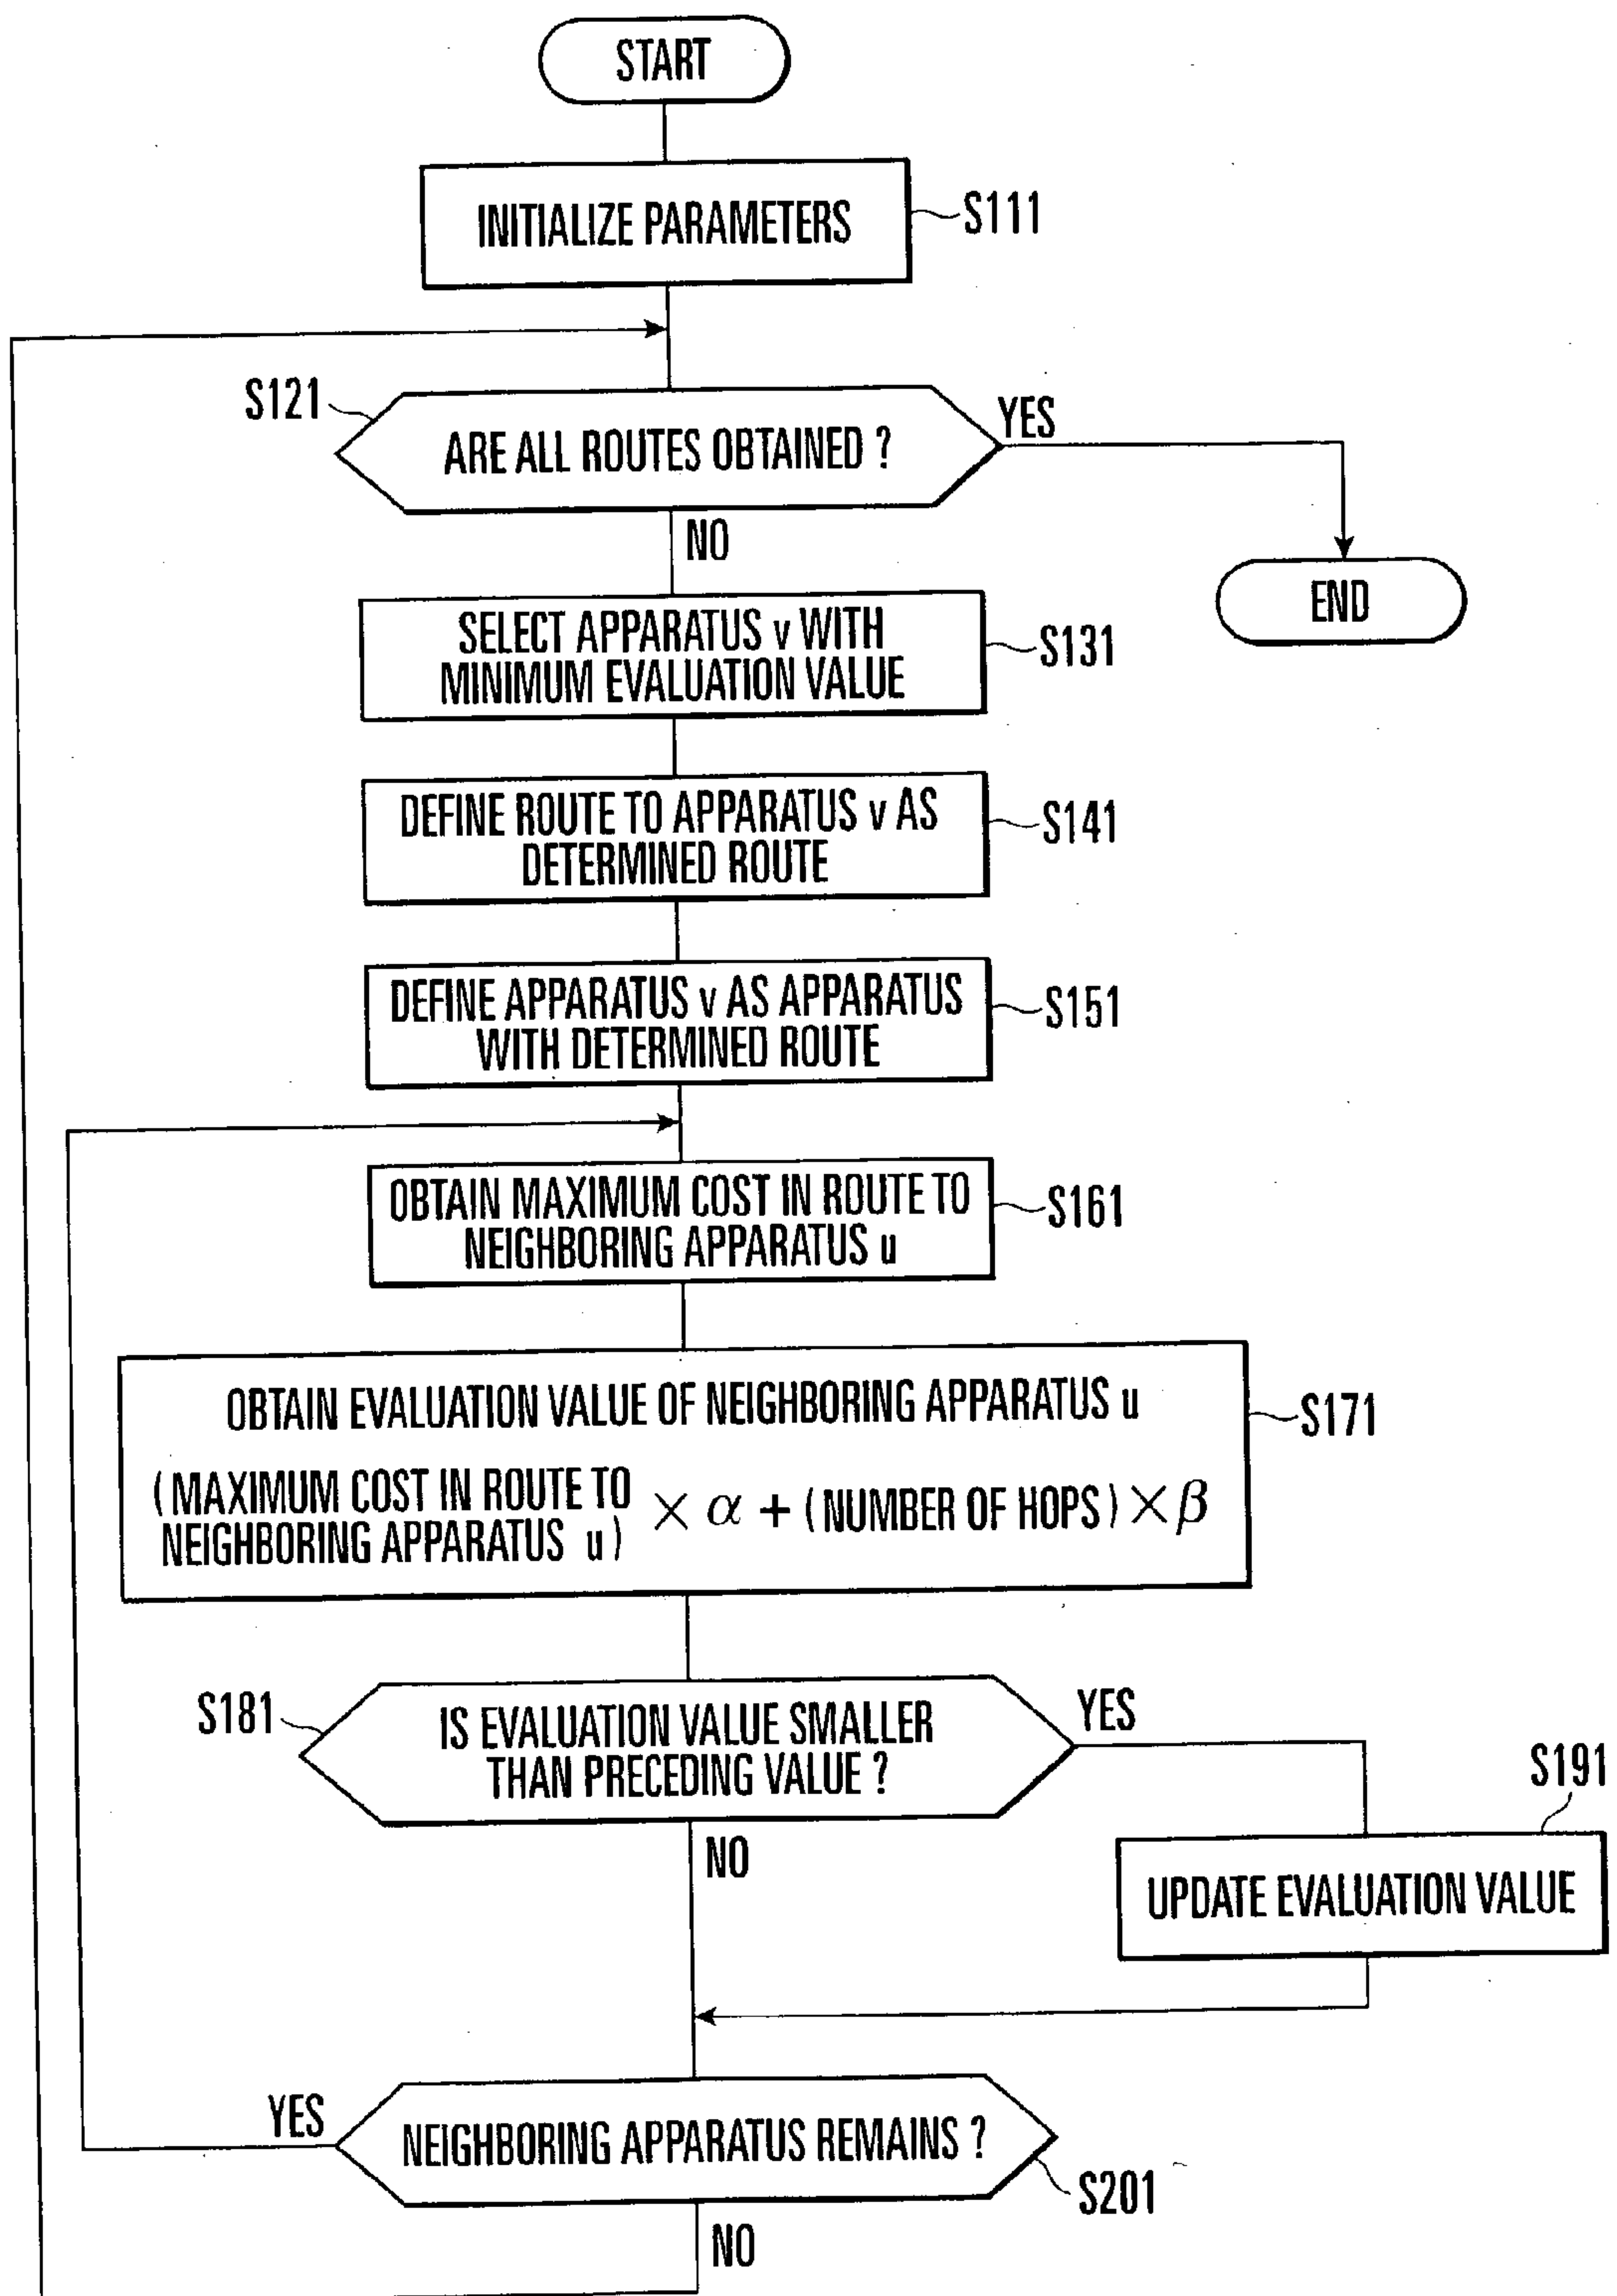 START
INITIALIZE PARAMETERS
S111
S121
ARE ALL ROUTES OBTAINED ?
YES
NO
END
SELECT APPARATUS v WITH
MINIMUM EVALUATION VALUE
S131
DEFINE ROUTE TO APPARATUS v AS
DETERMINED ROUTE
S141
DEFINE APPARATUS v AS APPARATUS
WITH DETERMINED ROUTE
S151
OBTAIN MAXIMUM COST IN ROUTE TO
NEIGHBORING APPARATUS u
S161
OBTAIN EVALUATION VALUE OF NEIGHBORING APPARATUS u
S171
(MAXIMUM COST IN ROUTE TO
NEIGHBORING APPARATUS u) × α + (NUMBER OF HOPS) × β
S181
IS EVALUATION VALUE SMALLER
THAN PRECEDING VALUE ?
YES
NO
S191
UPDATE EVALUATION VALUE
YES
NEIGHBORING APPARATUS REMAINS ?
S201
NO